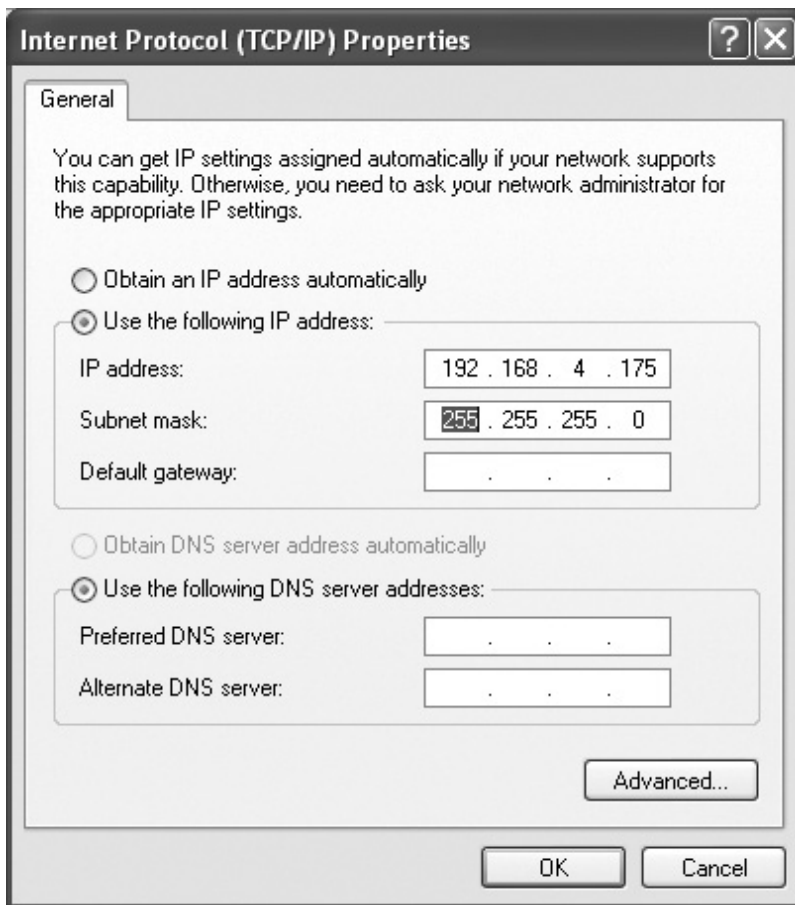 Internet Protocol (TCP/IP) Properties
General
You can get IP settings assigned automatically if your network supports
this capability. Otherwise, you need to ask your network administrator for
the appropriate IP settings.
Obtain an IP address automatically
Use the following IP address:
IP address: 192 . 168 . 4 . 175
Subnet mask: 255 . 255 . 255 . 0
Default gateway: . . .
Obtain DNS server address automatically
Use the following DNS server addresses:
Preferred DNS server: . . .
Alternate DNS server: . . .
Advanced...
OK Cancel